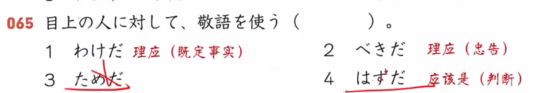 065 目上の人に対して、敬語を使う（　　　）。
1 わけだ 理应（既定事实） 2 べきだ 理应（忠告）
3 ためだ 4 はずだ 应该是（判断）